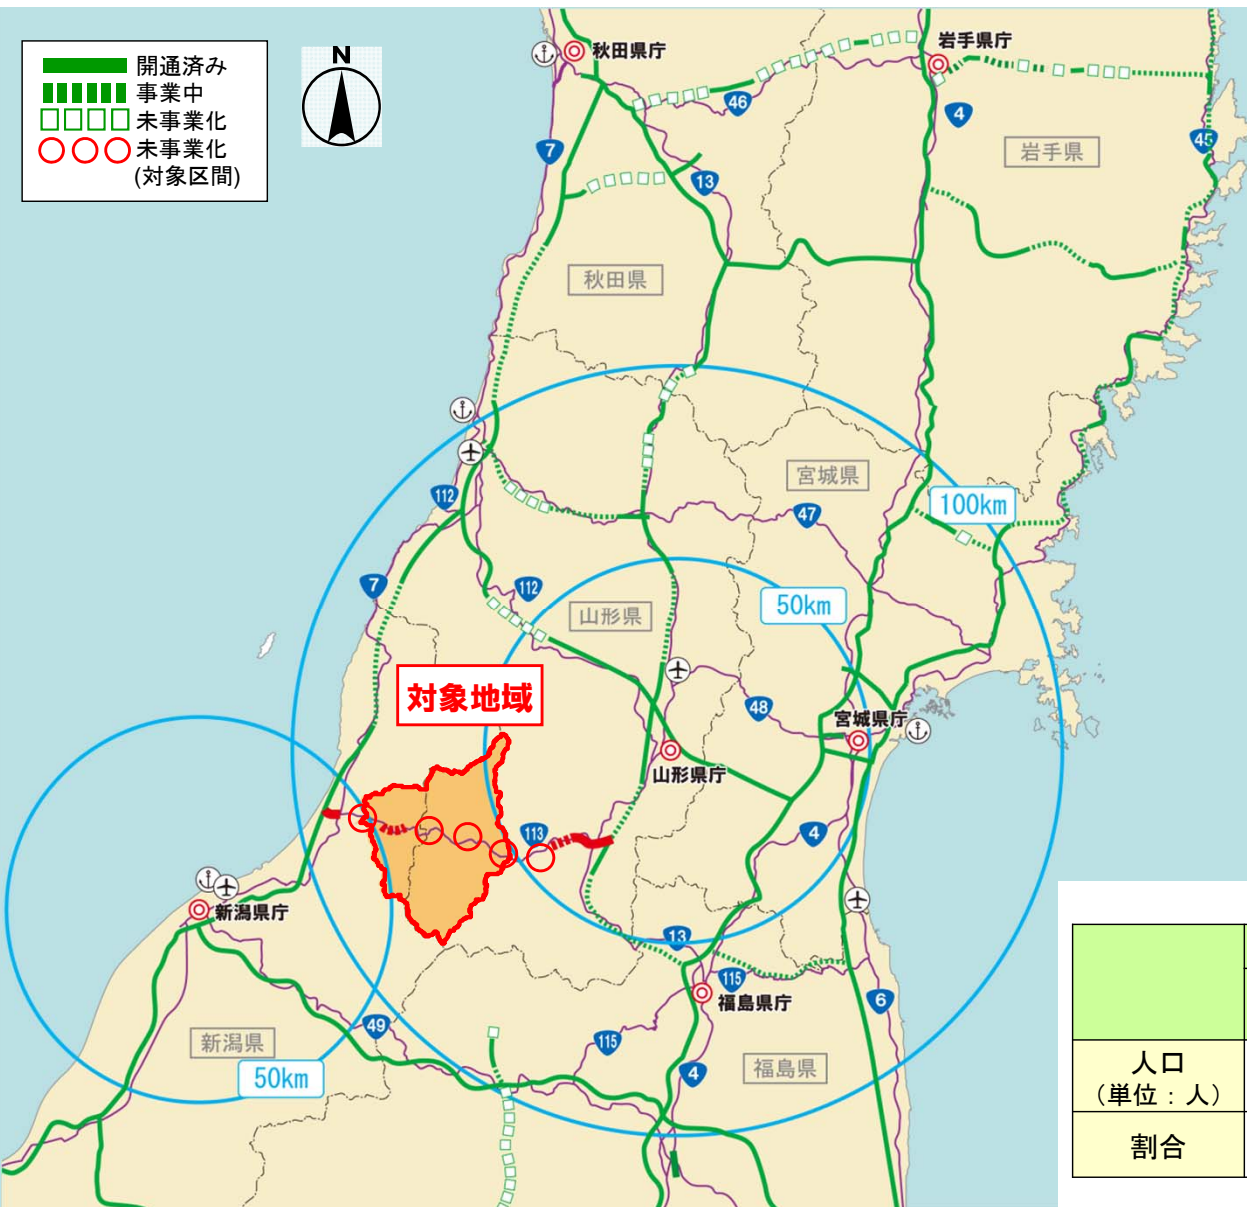 開通済み
事業中
未事業化
未事業化
(対象区間)
N
秋田県庁
岩手県庁
46
4
7
45
岩手県
13
秋田県
宮城県
100km
112
47
7
112
50km
山形県
対象地域
48
宮城県庁
山形県庁
113
4
新潟県庁
13
115
福島県庁
6
49
新潟県
115
50km
4
福島県
人口
（単位：人）
割合